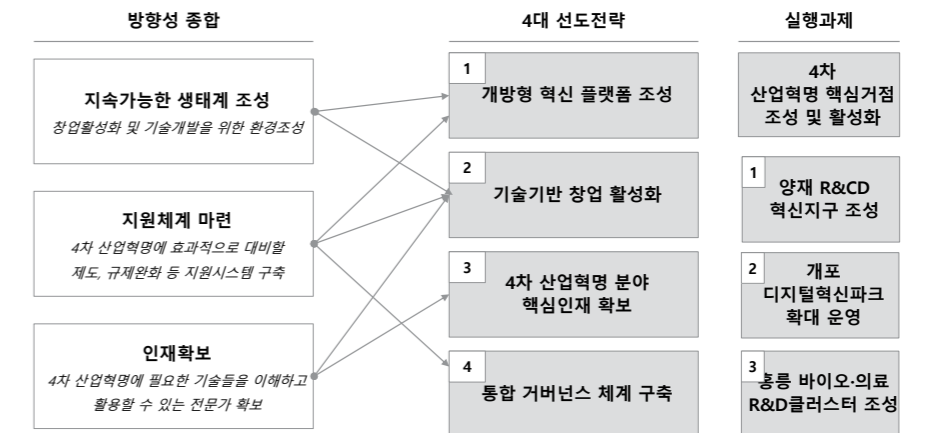 방향성 종합
지속가능한 생태계 조성
창업활성화 및 기술개발을 위한 환경조성
지원체계 마련
4차 산업혁명에 효과적으로 대비할
제도, 규제완화 등 지원시스템 구축
인재확보
4차 산업혁명에 필요한 기술들을 이해하고
활용할 수 있는 전문가 확보
4대 선도전략
1
개방형 혁신 플랫폼 조성
2
기술기반 창업 활성화
3
4차 산업혁명 분야
핵심인재 확보
4
통합 거버넌스 체계 구축
실행과제
4차
산업혁명 핵심거점
조성 및 활성화
1
양재 R&CD
혁신지구 조성
2
개포
디지털혁신파크
확대 운영
3
홍릉 바이오·의료
R&D클러스터 조성